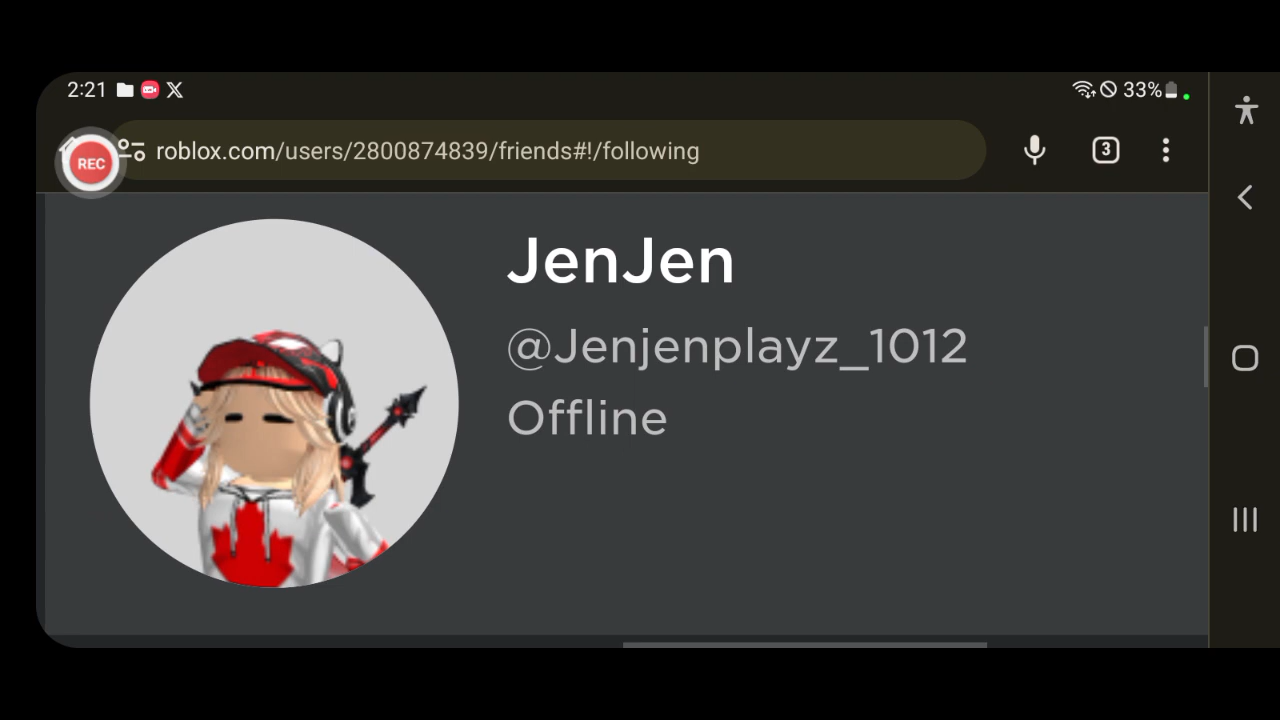 2:21
33%
REC
roblox.com/users/2800874839/friends#!/following
3
JenJen
@Jenjenplayz_1012
Offline